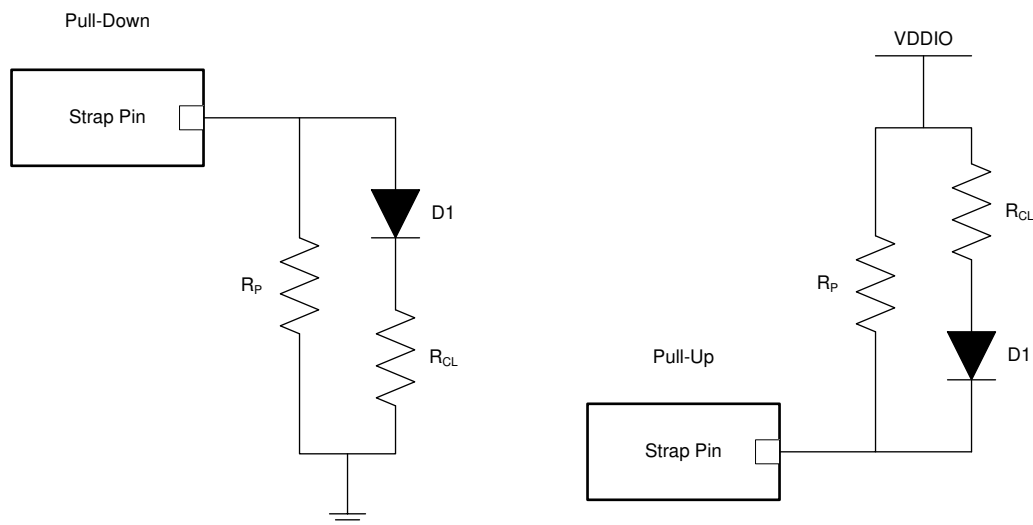 Pull-Down
Strap Pin
D1
RP
RCL
VDDIO
RCL
RP
D1
Pull-Up
Strap Pin